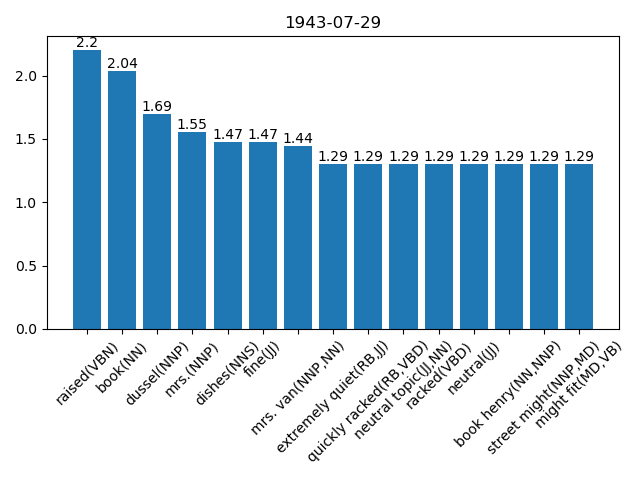 1943-07-29
2.2
2.04
1.69
1.55
1.47
1.47
1.44
1.29
1.29
1.29
1.29
1.29
1.29
1.29
1.29
2.0
1.5
1.0
0.5
0.0
raised(VBN)
book(NN)
dussel(NNP)
mrs.(NNP)
dishes(NNS)
fine(JJ)
mrs. van(NNP,NN)
extremely quiet(RB,JJ)
quickly racked(RB,VBD)
neutral topic(JJ,NN)
racked(VBD)
neutral(JJ)
book henry(NN,NNP)
street might(NNP,MD)
might fit(MD,VB)